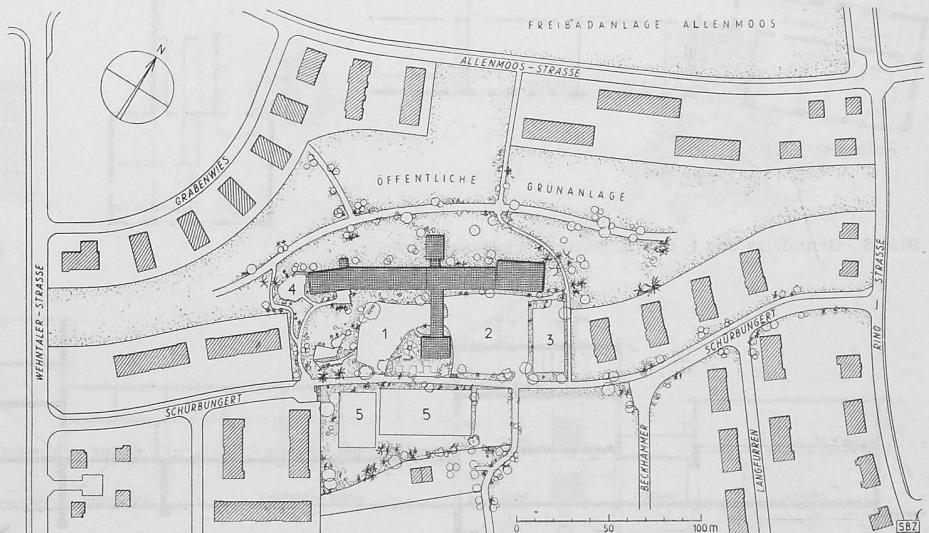 FREIBADANLAGE ALLENMOOS
N
ALLENMOOS-STRASSE
GRABENWIES
ÖFFENTLICHE GRÜNANLAGE
WEHNTALER-STRASSE
RING-STRASSE
4
1
2
3
SCHÜRBUNGERT
SCHÜRBUNGERT
5
5
BECKHAMMER
LANGFURREN
0 50 100 m
SBZ